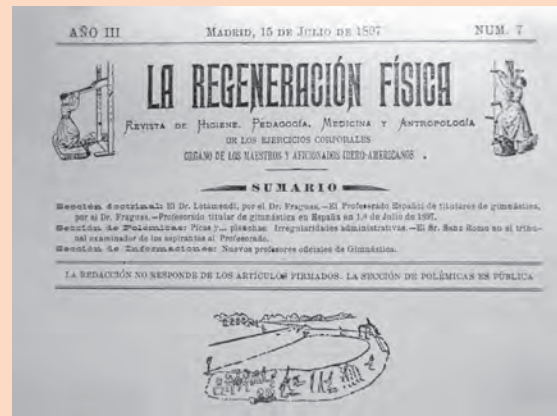 AÑO III MADRID, 15 DE JULIO DE 1897 NUM. 7
LA REGENERACIÓN FÍSICA
REVISTA DE HIGIENE, PEDAGOGÍA, MEDICINA Y ANTROPOLOGÍA
DE LOS EJERCICIOS CORPORALES
ÓRGANO DE LOS MAESTROS Y AFICIONADOS IBERO-AMERICANOS .
SUMARIO
Sección doctrinal: El Dr. Letamendi, por el Dr. Fraguas.—El Profesorado Español de titulares de gimnástica,
por el Dr. Fraguas.—Profesorado titular de gimnástica en España en 1.º de Julio de 1897.
Sección de Polémicas: Picas y... planchas: Irregularidades administrativas.—El Sr. Sanz Romo en el tribu-
nal examinador de los aspirantes al Profesorado.
Sección de Informaciones: Nuevos profesores oficiales de Gimnástica.
LA REDACCIÓN NO RESPONDE DE LOS ARTÍCULOS FIRMADOS. LA SECCIÓN DE POLÉMICAS ES PÚBLICA